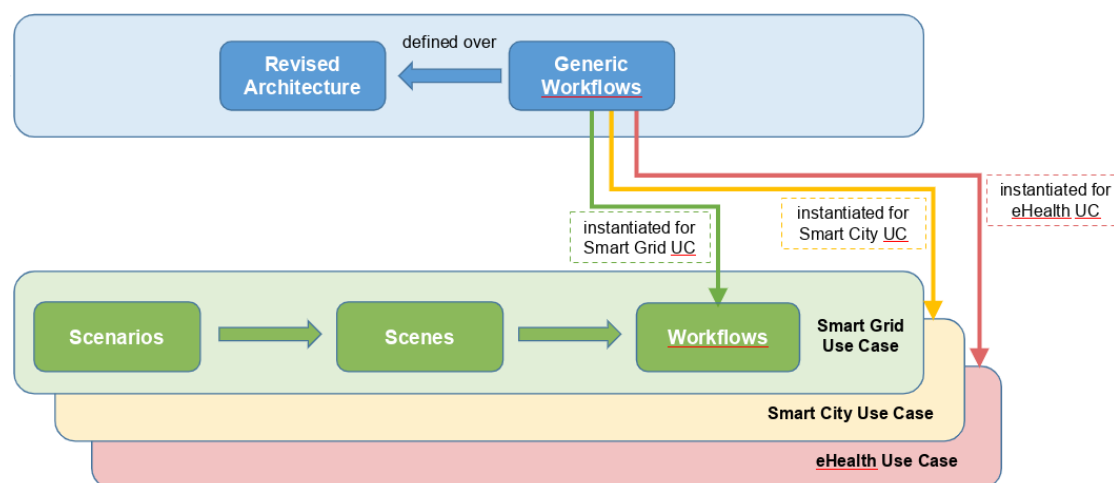 defined over
Revised
Architecture
Generic
Workflows
instantiated for
eHealth UC
instantiated for
Smart City UC
instantiated for
Smart Grid UC
Scenarios
Scenes
Workflows
Smart Grid
Use Case
Smart City Use Case
eHealth Use Case